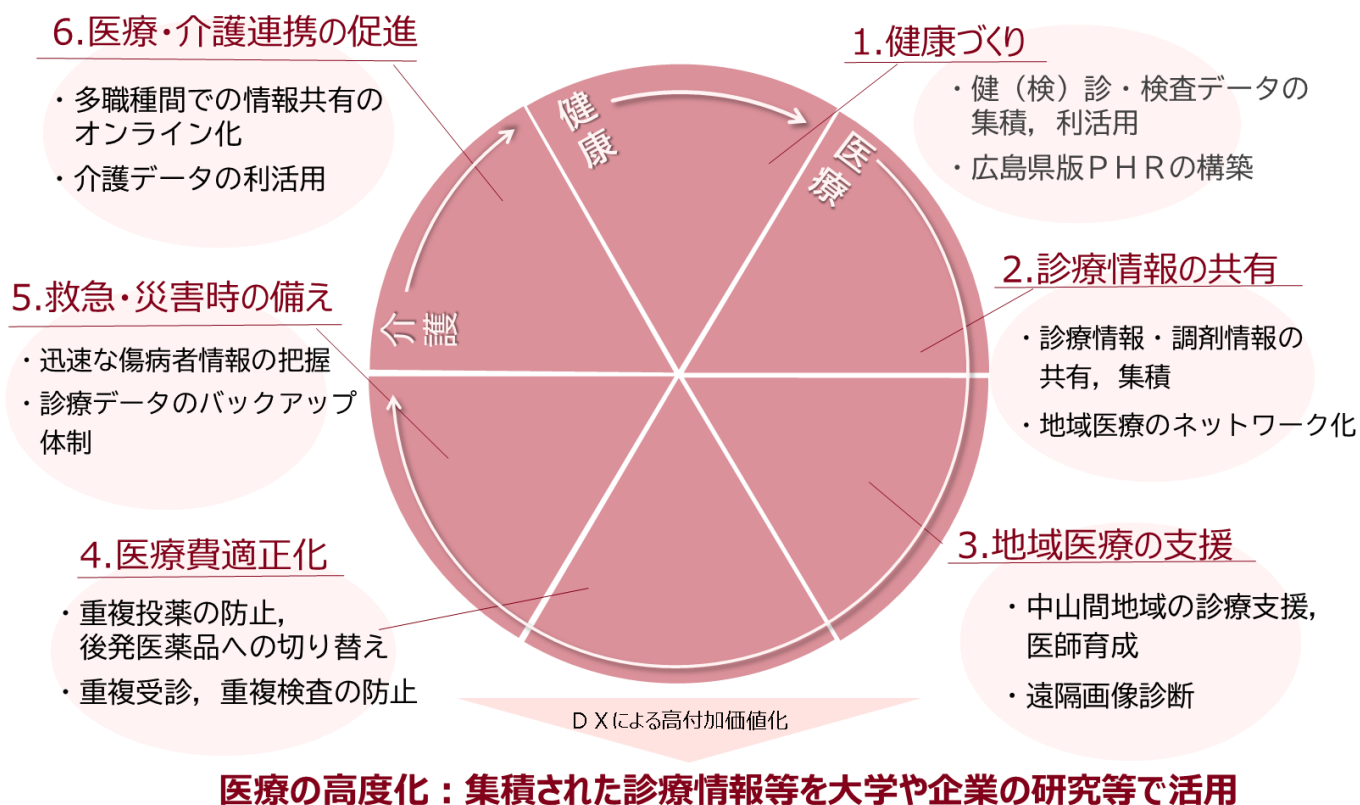 6.医療・介護連携の促進
・多職種間での情報共有の
オンライン化
・介護データの利活用
1.健康づくり
・健（検）診・検査データの
集積，利活用
・広島県版ＰＨＲの構築
健康
医療
介護
5.救急・災害時の備え
・迅速な傷病者情報の把握
・診療データのバックアップ
体制
2.診療情報の共有
・診療情報・調剤情報の
共有，集積
・地域医療のネットワーク化
4.医療費適正化
・重複投薬の防止，
後発医薬品への切り替え
・重複受診，重複検査の防止
3.地域医療の支援
・中山間地域の診療支援，
医師育成
・遠隔画像診断
ＤＸによる高付加価値化
医療の高度化：集積された診療情報等を大学や企業の研究等で活用